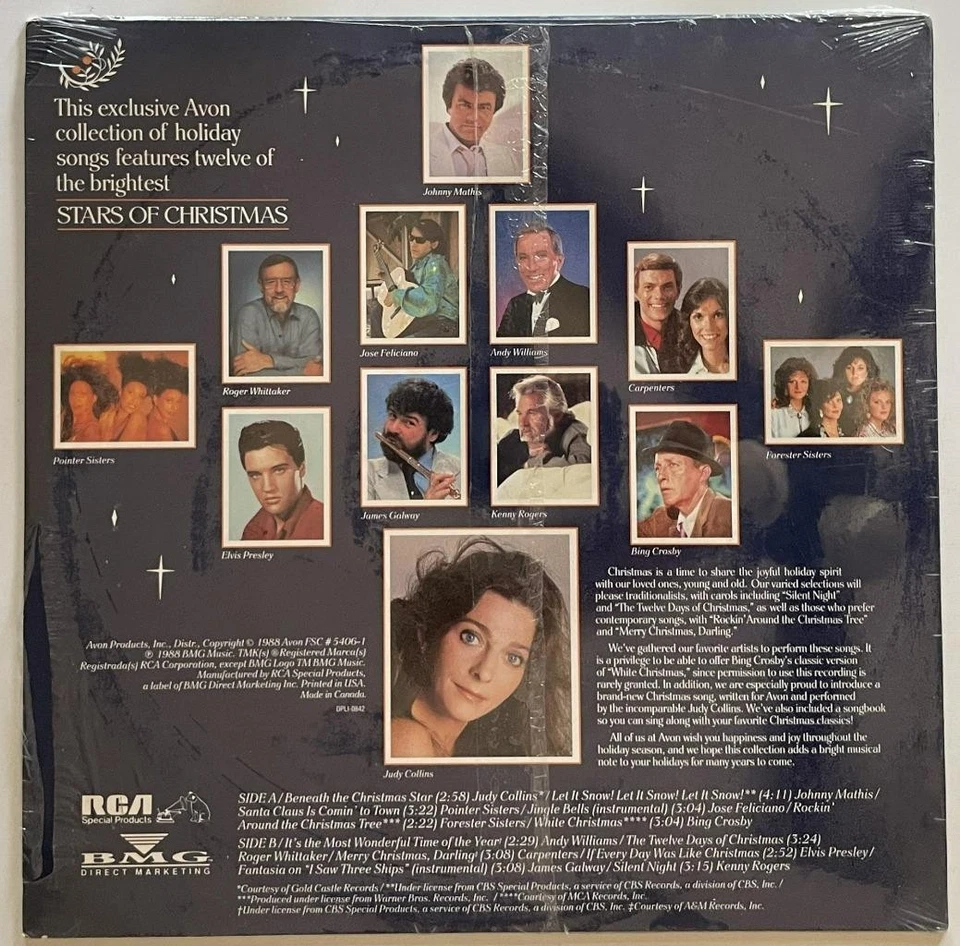 This exclusive Avon
collection of holiday
songs features twelve of
the brightest
STARS OF CHRISTMAS
Johnny Mathis
Jose Feliciano
Andy Williams
Roger Whittaker
Carpenters
Pointer Sisters
Forester Sisters
James Galway
Kenny Rogers
Elvis Presley
Bing Crosby
Judy Collins
Christmas is a time to share the joyful holiday spirit
with our loved ones, young and old. Our varied selections will
please traditionalists, with carols including "Silent Night"
and "The Twelve Days of Christmas," as well as those who prefer
contemporary songs, with "Rockin' Around the Christmas Tree"
and "Merry Christmas, Darling."
We've gathered our favorite artists to perform these songs. It
is a privilege to be able to offer Bing Crosby's classic version
of "White Christmas," since permission to use this recording is
rarely granted. In addition, we are especially proud to introduce a
brand-new Christmas song, written for Avon and performed
by the incomparable Judy Collins. We've also included a songbook
so you can sing along with your favorite Christmas classics!
All of us at Avon wish you happiness and joy throughout the
holiday season, and we hope this collection adds a bright musical
note to your holidays for many years to come.
Avon Products, Inc., Distr., Copyright © 1988 Avon FSC # 5406-1
℗ 1988 BMG Music. TMK(s) ® Registered Marca(s)
Registrada(s) RCA Corporation, except BMG Logo TM BMG Music.
Manufactured by RCA Special Products,
a label of BMG Direct Marketing Inc. Printed in USA.
Made in Canada.
DPL1-0842
RCA
Special Products
BMG
DIRECT MARKETING
SIDE A / Beneath the Christmas Star (2:58) Judy Collins* / Let It Snow! Let It Snow! Let It Snow!** (4:11) Johnny Mathis /
Santa Claus Is Comin' to Town (3:22) Pointer Sisters / Jingle Bells (instrumental) (3:04) Jose Feliciano / Rockin'
Around the Christmas Tree*** (2:22) Forester Sisters / White Christmas**** (3:04) Bing Crosby
SIDE B / It's the Most Wonderful Time of the Year† (2:29) Andy Williams / The Twelve Days of Christmas (3:24)
Roger Whittaker / Merry Christmas, Darling‡ (3:08) Carpenters / If Every Day Was Like Christmas (2:52) Elvis Presley /
Fantasia on "I Saw Three Ships" (instrumental) (3:08) James Galway / Silent Night (3:15) Kenny Rogers
*Courtesy of Gold Castle Records / **Under license from CBS Special Products, a service of CBS Records, a division of CBS, Inc. /
***Produced under license from Warner Bros. Records, Inc. / ****Courtesy of MCA Records, Inc.
†Under license from CBS Special Products, a service of CBS Records, a division of CBS, Inc. ‡Courtesy of A&M Records, Inc.